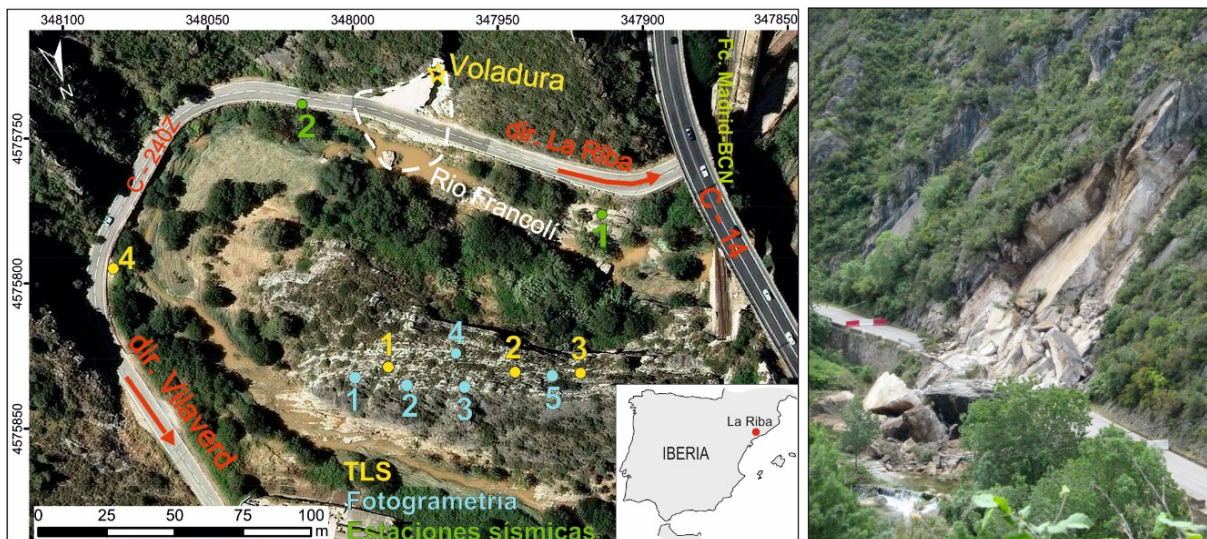 348100
348050
348000
347950
347900
347850
4575750
4575800
4575850
N
Voladura
Fc. Madrid-BCN
C - 240Z
dir. La Riba
Rio Francolí
C - 14
dir. Vilaverd
1
2
1
2
3
4
1
2
3
4
5
TLS
Fotogrametría
Estaciones sísmicas
0 25 50 75 100
m
La Riba
IBERIA